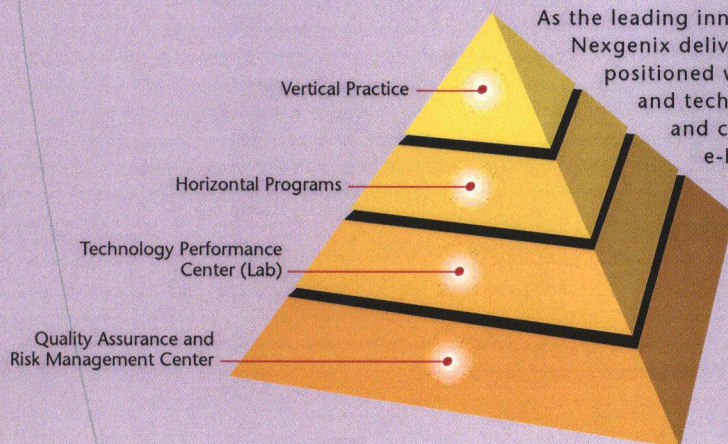 As the leading inn
Nexgenix deliv
positioned
and tech
and c
Vertical Practice
Horizontal Programs
Technology Performance
Center (Lab)
Quality Assurance and
Risk Management Center